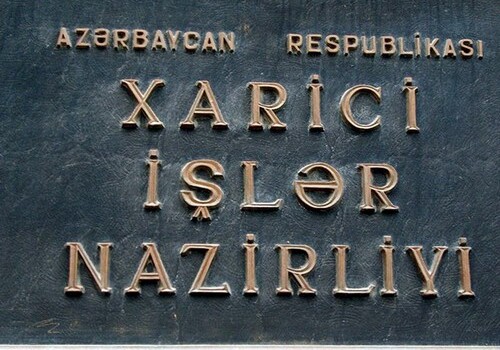 AZƏRBAYCAN RESPUBLİKASI
XARİCİ
İŞLƏR
NAZİRLİYİ